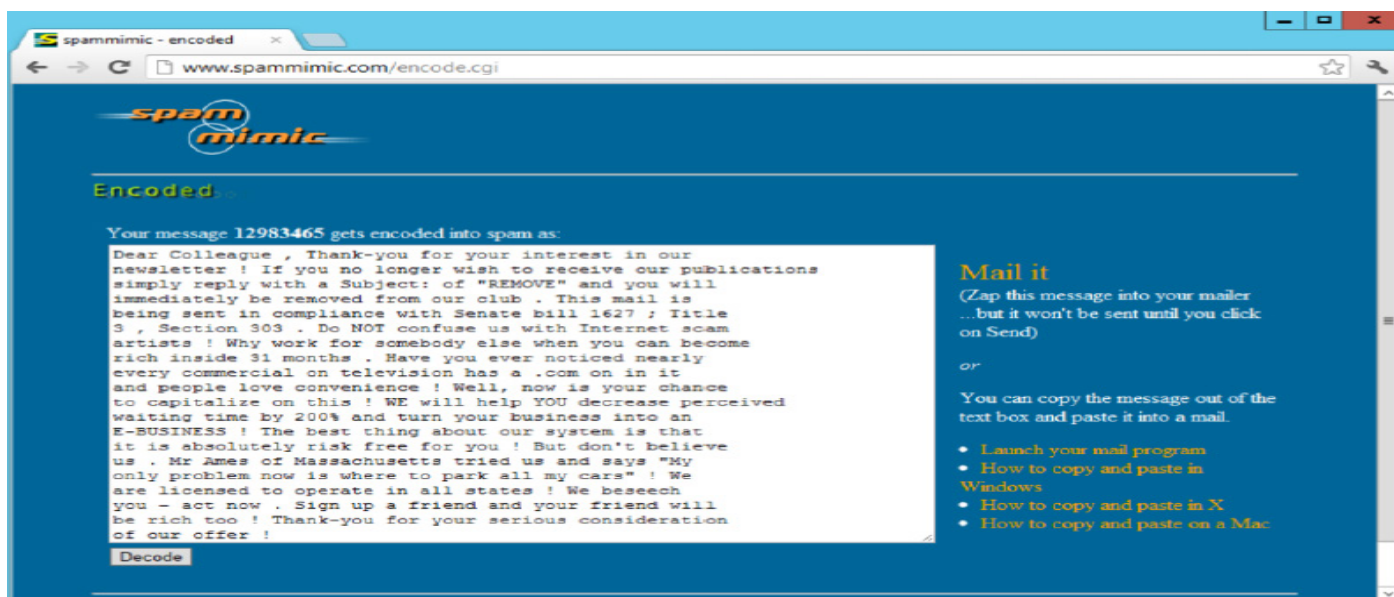 spammimic - encoded
www.spammimic.com/encode.cgi
spam
mimic
Encoded
Your message 12983465 gets encoded into spam as:
Dear Colleague , Thank-you for your interest in our
newsletter ! If you no longer wish to receive our publications
simply reply with a Subject: of "REMOVE" and you will
immediately be removed from our club . This mail is
being sent in compliance with Senate bill 1627 ; Title
3 , Section 303 . Do NOT confuse us with Internet scam
artists ! Why work for somebody else when you can become
rich inside 31 months . Have you ever noticed nearly
every commercial on television has a .com on in it
and people love convenience ! Well, now is your chance
to capitalize on this ! WE will help YOU decrease perceived
waiting time by 200% and turn your business into an
E-BUSINESS ! The best thing about our system is that
it is absolutely risk free for you ! But don't believe
us . Mr Ames of Massachusetts tried us and says "My
only problem now is where to park all my cars" ! We
are licensed to operate in all states ! We beseech
you - act now . Sign up a friend and your friend will
be rich too ! Thank-you for your serious consideration
of our offer !
Decode
Mail it
(Zap this message into your mailer
...but it won't be sent until you click
on Send)
or
You can copy the message out of the
text box and paste it into a mail.
• Launch your mail program
• How to copy and paste in
Windows
• How to copy and paste in X
• How to copy and paste on a Mac